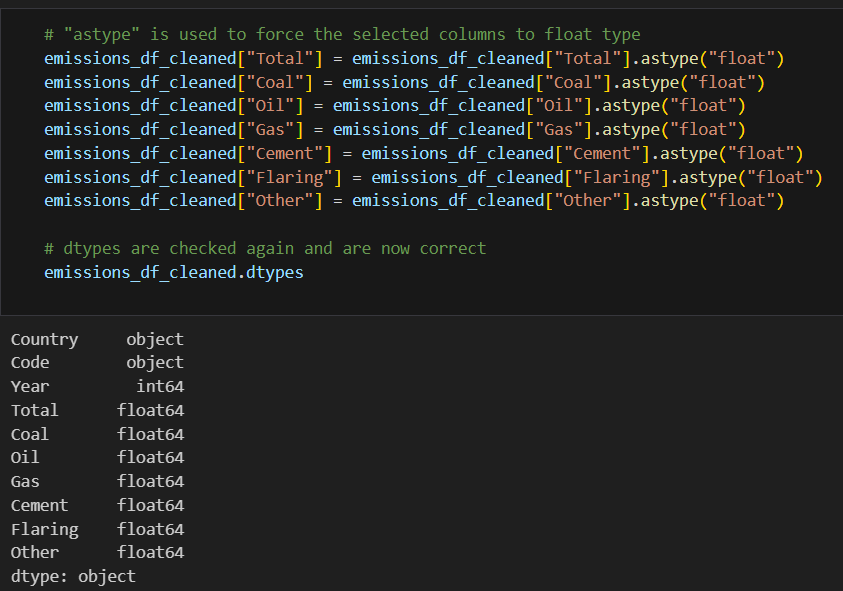 # "astype" is used to force the selected columns to float type
emissions_df_cleaned["Total"] = emissions_df_cleaned["Total"].astype("float")
emissions_df_cleaned["Coal"] = emissions_df_cleaned["Coal"].astype("float")
emissions_df_cleaned["Oil"] = emissions_df_cleaned["Oil"].astype("float")
emissions_df_cleaned["Gas"] = emissions_df_cleaned["Gas"].astype("float")
emissions_df_cleaned["Cement"] = emissions_df_cleaned["Cement"].astype("float")
emissions_df_cleaned["Flaring"] = emissions_df_cleaned["Flaring"].astype("float")
emissions_df_cleaned["Other"] = emissions_df_cleaned["Other"].astype("float")
# dtypes are checked again and are now correct
emissions_df_cleaned.dtypes
Country object
Code object
Year int64
Total float64
Coal float64
Oil float64
Gas float64
Cement float64
Flaring float64
Other float64
dtype: object